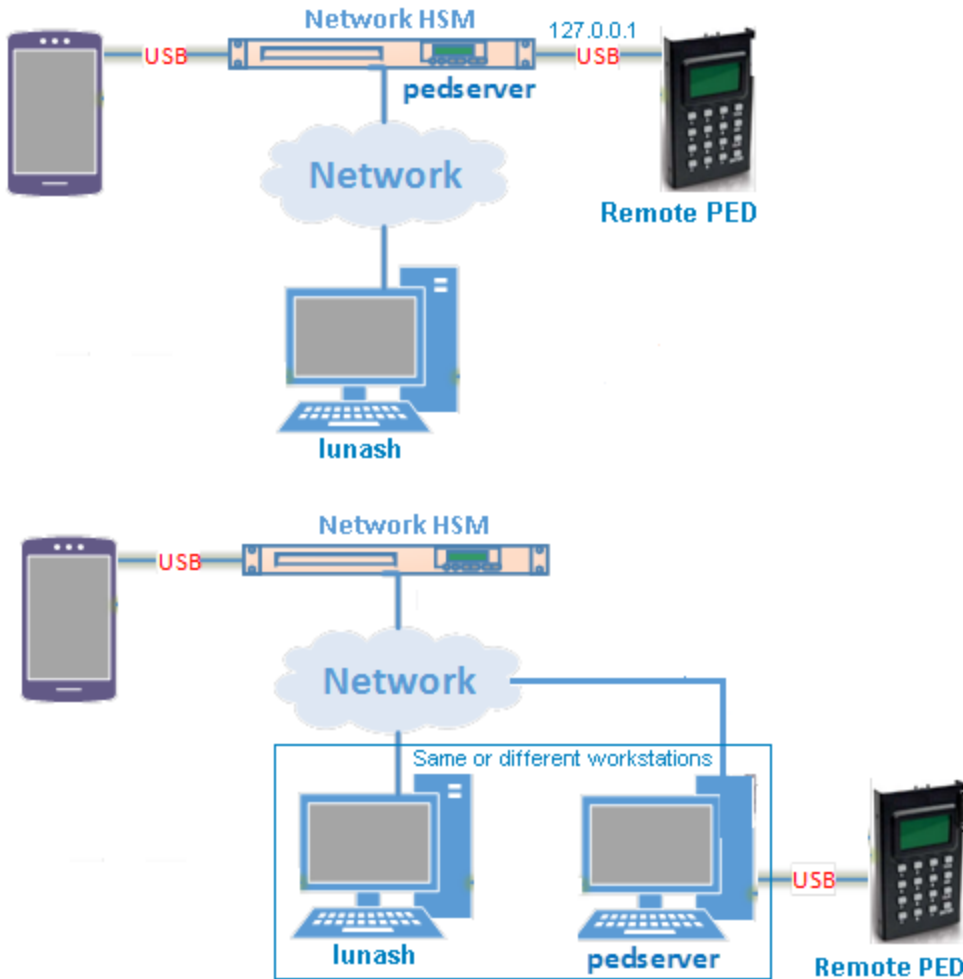 Network HSM
127.0.0.1
USB
USB
pedserver
Network
Remote PED
lunash
Network HSM
USB
Network
Same or different workstations
USB
lunash
pedserver
Remote PED